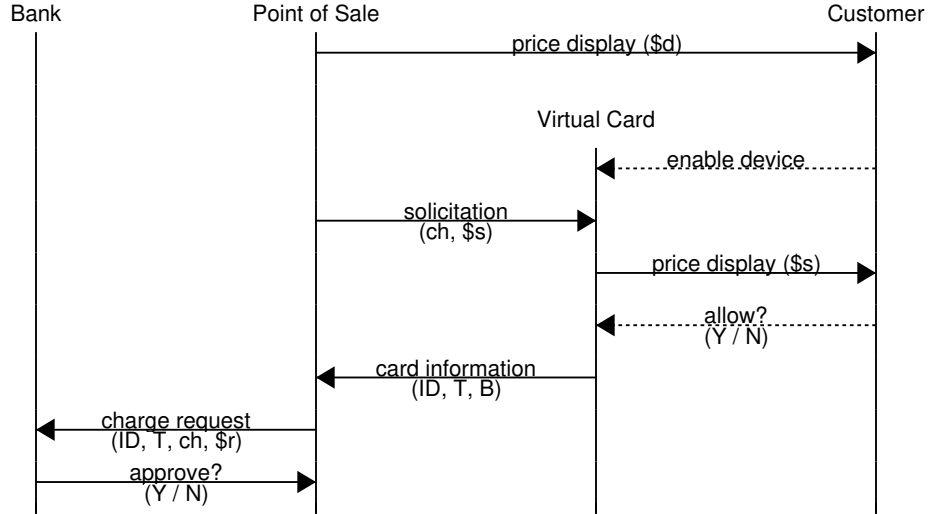 Bank
Point of Sale
Customer
price display ($d)
Virtual Card
enable device
solicitation
(ch, $s)
price display ($s)
allow?
(Y / N)
card information
(ID, T, B)
charge request
(ID, T, ch, $r)
approve?
(Y / N)